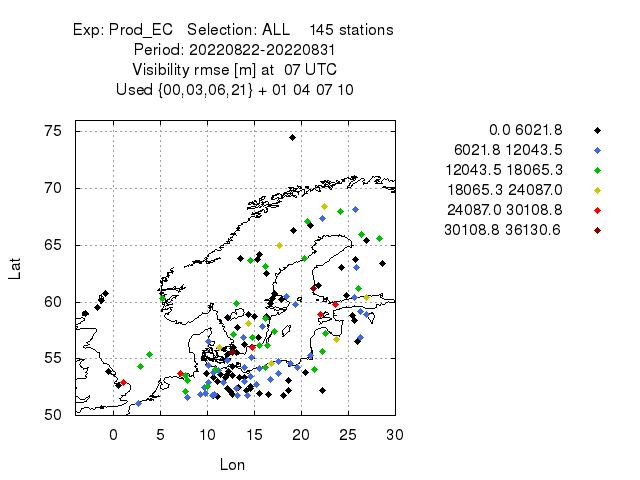 Exp: Prod_EC   Selection: ALL    145 stations
Period: 20220822-20220831
Visibility rmse [m] at  07 UTC
Used {00,03,06,21} + 01 04 07 10
0.0 6021.8
6021.8 12043.5
12043.5 18065.3
18065.3 24087.0
24087.0 30108.8
30108.8 36130.6
Lat
75
70
65
60
55
50
0 5 10 15 20 25 30
Lon